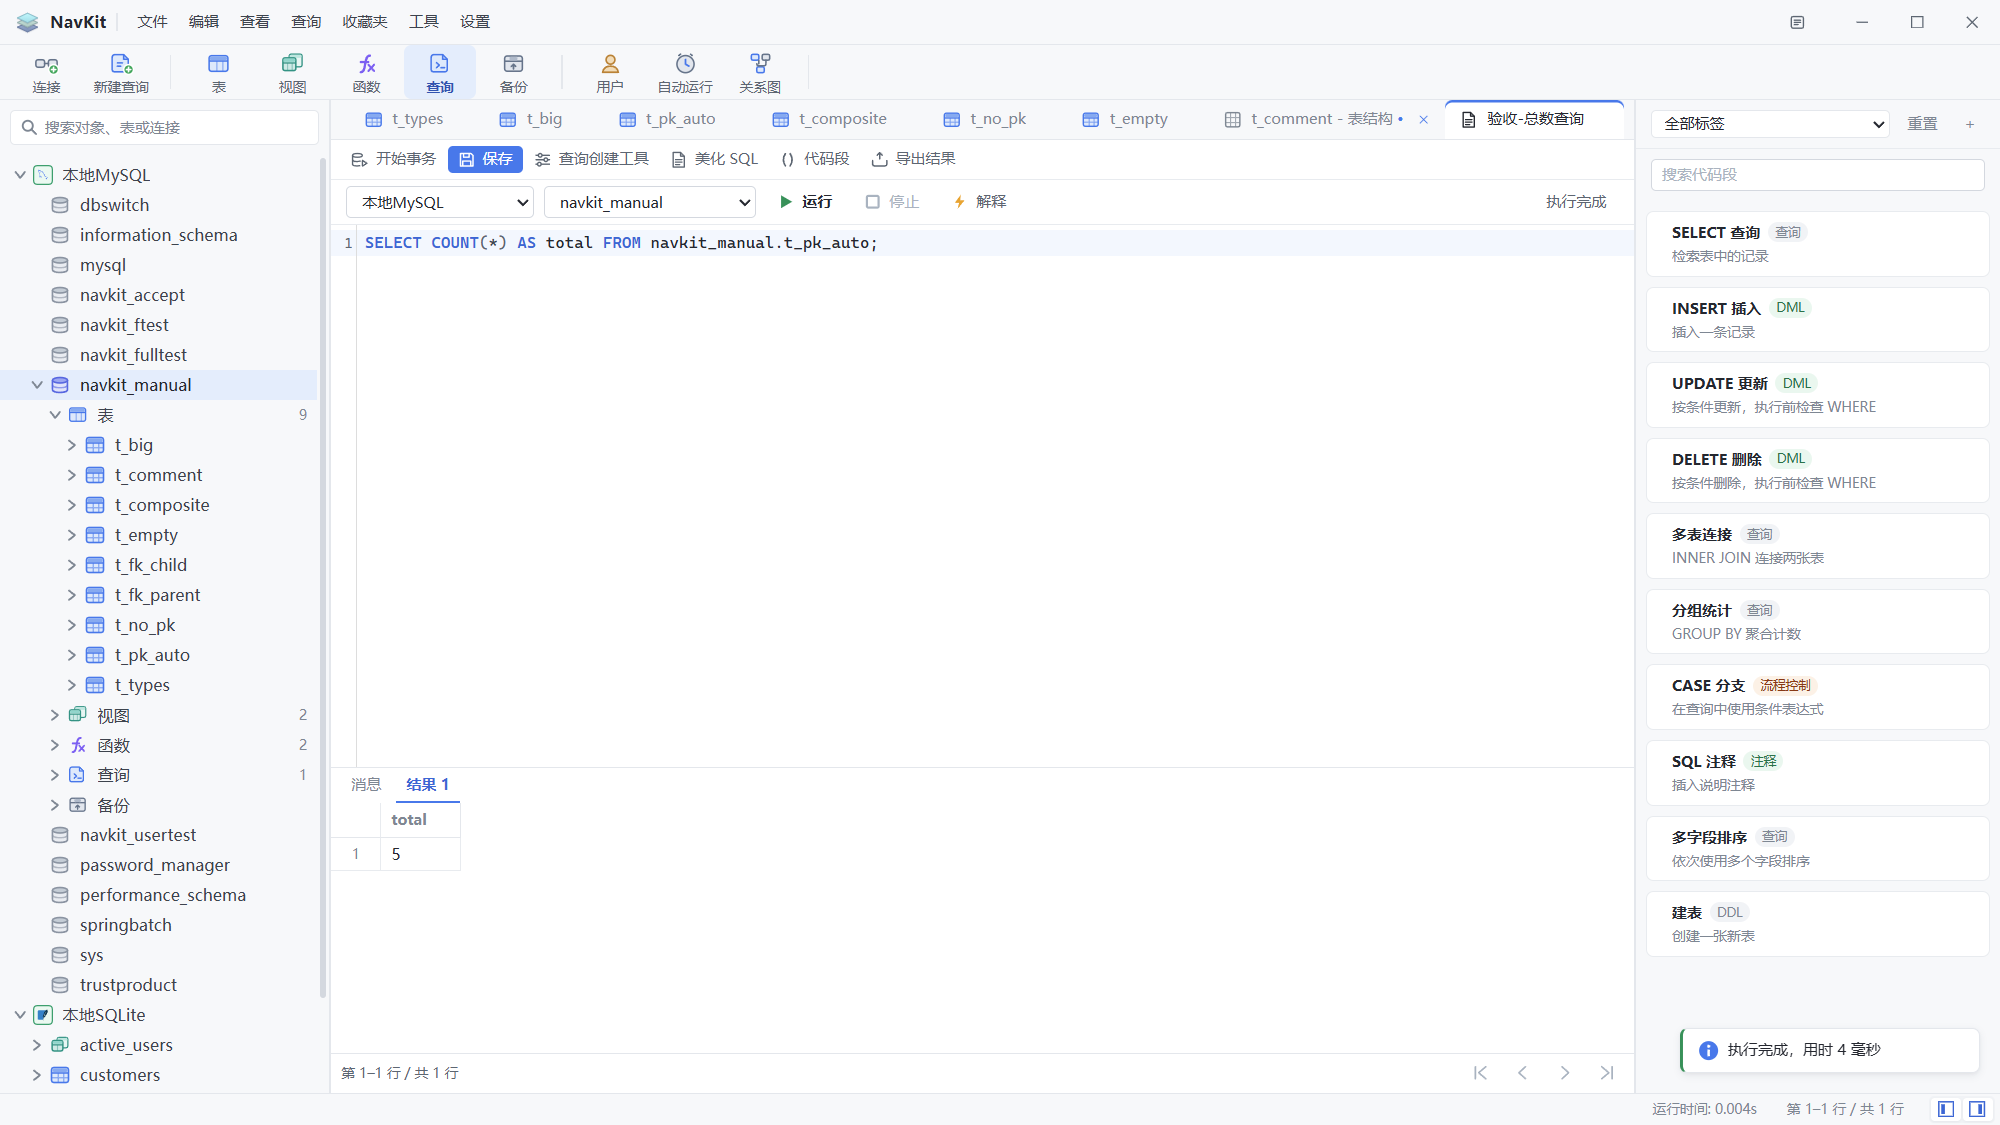 NavKit 文件 编辑 查看 查询 收藏夹 工具 设置
连接 新建查询 表 视图 函数 查询 备份 用户 自动运行 关系图
搜索对象、表或连接
本地MySQL
dbswitch
information_schema
mysql
navkit_accept
navkit_ftest
navkit_fulltest
navkit_manual
表 9
t_big
t_comment
t_composite
t_empty
t_fk_child
t_fk_parent
t_no_pk
t_pk_auto
t_types
视图 2
函数 2
查询 1
备份
navkit_usertest
password_manager
performance_schema
springbatch
sys
trustproduct
本地SQLite
active_users
customers
t_types t_big t_pk_auto t_composite t_no_pk t_empty t_comment - 表结构 • × 验收-总数查询
开始事务 保存 查询创建工具 美化 SQL () 代码段 导出结果
本地MySQL navkit_manual 运行 停止 解释 执行完成
1 SELECT COUNT(*) AS total FROM navkit_manual.t_pk_auto;
消息 结果 1
total
1 5
第 1–1 行 / 共 1 行
全部标签 重置 +
搜索代码段
SELECT 查询 查询
检索表中的记录
INSERT 插入 DML
插入一条记录
UPDATE 更新 DML
按条件更新，执行前检查 WHERE
DELETE 删除 DML
按条件删除，执行前检查 WHERE
多表连接 查询
INNER JOIN 连接两张表
分组统计 查询
GROUP BY 聚合计数
CASE 分支 流程控制
在查询中使用条件表达式
SQL 注释 注释
插入说明注释
多字段排序 查询
依次使用多个字段排序
建表 DDL
创建一张新表
执行完成，用时 4 毫秒
运行时间: 0.004s 第 1–1 行 / 共 1 行